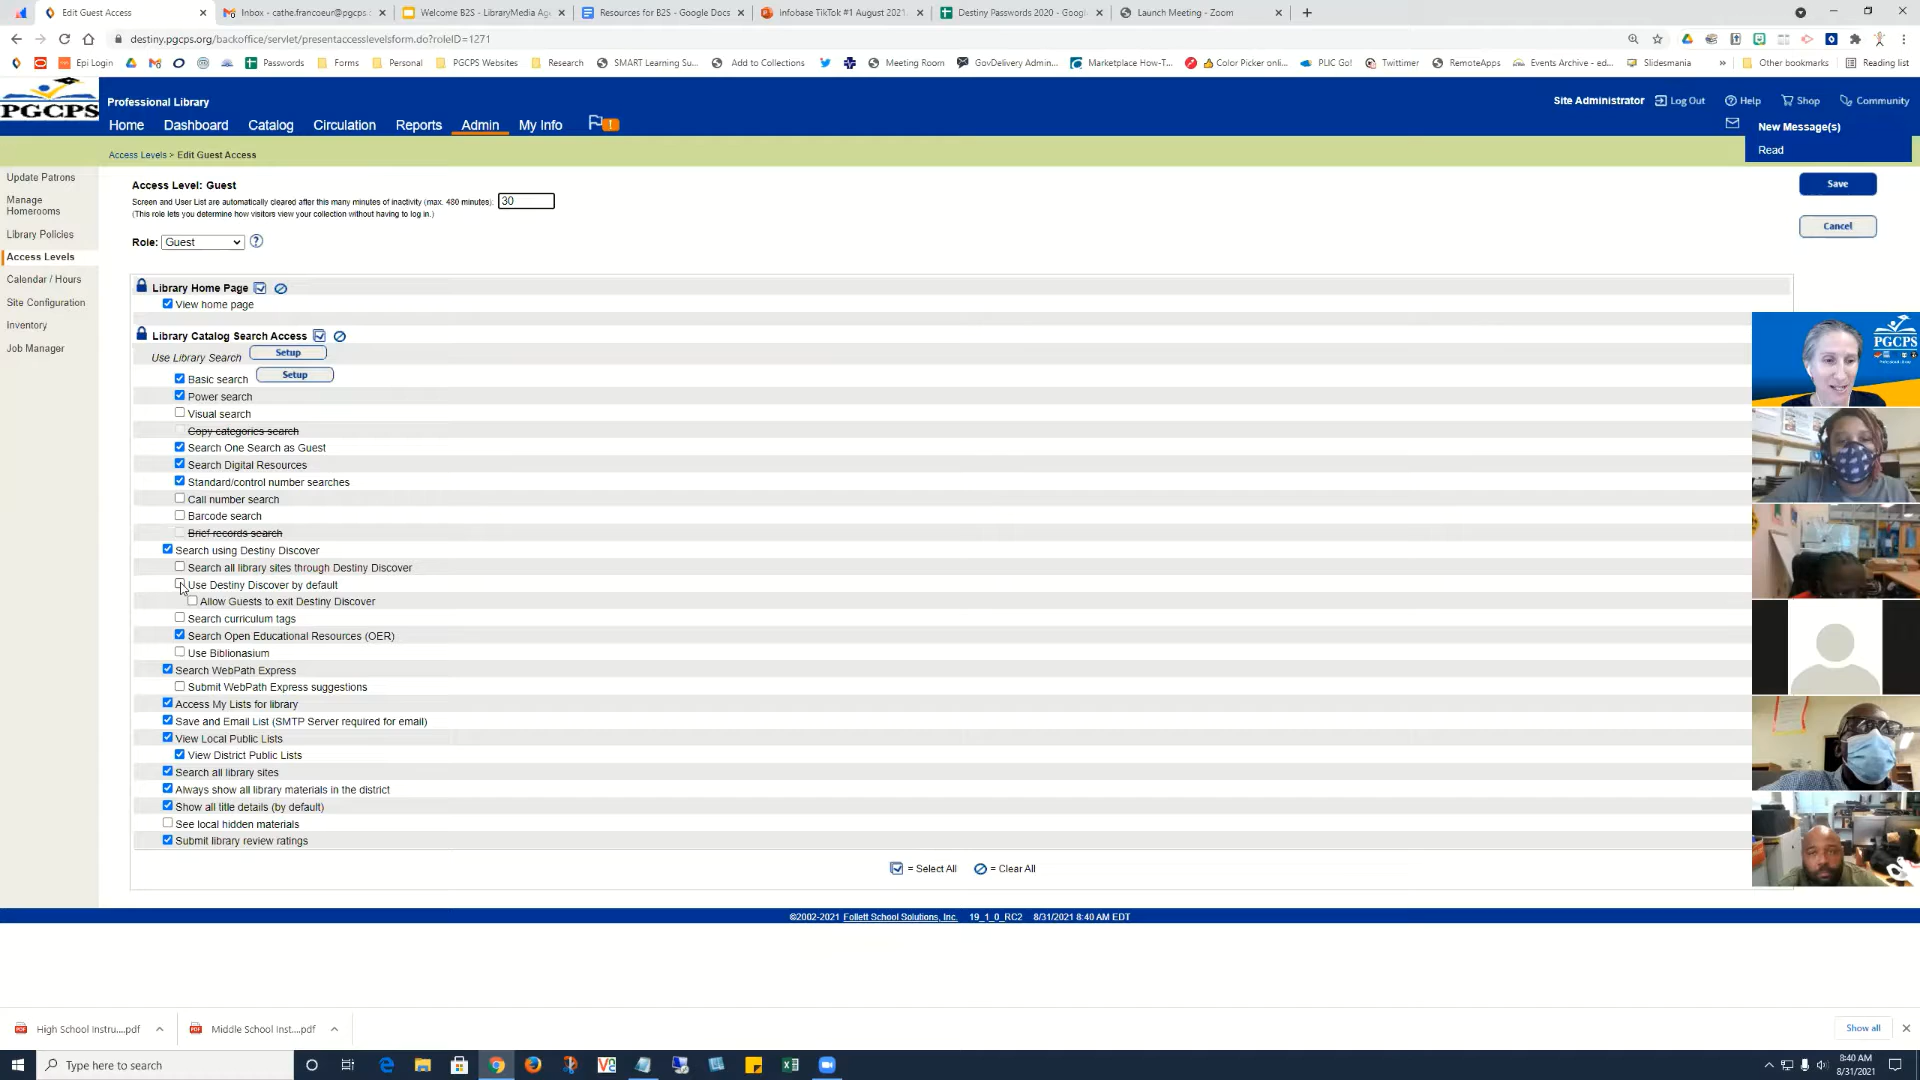 Edit Guest Access
Inbox - cathe.francoeur@pgcps
Welcome B2S - LibraryMedia Ag
Resources for B2S - Google Docs
Infobase TikTok #1 August 2021.
Destiny Passwords 2020 - Googl
Launch Meeting - Zoom
destiny.pgcps.org/backoffice/servlet/presentaccesslevelsform.do?roleID=1271
Epi Login
Passwords
Forms
Personal
PGCPS Websites
Research
SMART Learning Su...
Add to Collections
Meeting Room
GovDelivery Admin...
Marketplace How-T...
Color Picker onli...
PLIC Go!
Twittimer
RemoteApps
Events Archive - ed...
Slidesmania
Other bookmarks
Reading list
PGCPS
Professional Library
Site Administrator
Log Out
Help
Shop
Community
Home
Dashboard
Catalog
Circulation
Reports
Admin
My Info
New Message(s)
Read
Access Levels > Edit Guest Access
Update Patrons
Manage
Homerooms
Library Policies
Access Levels
Calendar / Hours
Site Configuration
Inventory
Job Manager
Access Level: Guest
Screen and User List are automatically cleared after this many minutes of inactivity (max. 480 minutes): 30
(This role lets you determine how visitors view your collection without having to log in.)
Save
Cancel
Role: Guest
Library Home Page
View home page
Library Catalog Search Access
Use Library Search Setup
Basic search Setup
Power search
Visual search
Copy categories search
Search One Search as Guest
Search Digital Resources
Standard/control number searches
Call number search
Barcode search
Brief records search
Search using Destiny Discover
Search all library sites through Destiny Discover
Use Destiny Discover by default
Allow Guests to exit Destiny Discover
Search curriculum tags
Search Open Educational Resources (OER)
Use Biblionasium
Search WebPath Express
Submit WebPath Express suggestions
Access My Lists for library
Save and Email List (SMTP Server required for email)
View Local Public Lists
View District Public Lists
Search all library sites
Always show all library materials in the district
Show all title details (by default)
See local hidden materials
Submit library review ratings
= Select All = Clear All
©2002-2021 Follett School Solutions, Inc. 19_1_0_RC2 8/31/2021 8:40 AM EDT
PGCPS
High School Instru....pdf
Middle School Inst....pdf
Show all
Type here to search
8:40 AM
8/31/2021